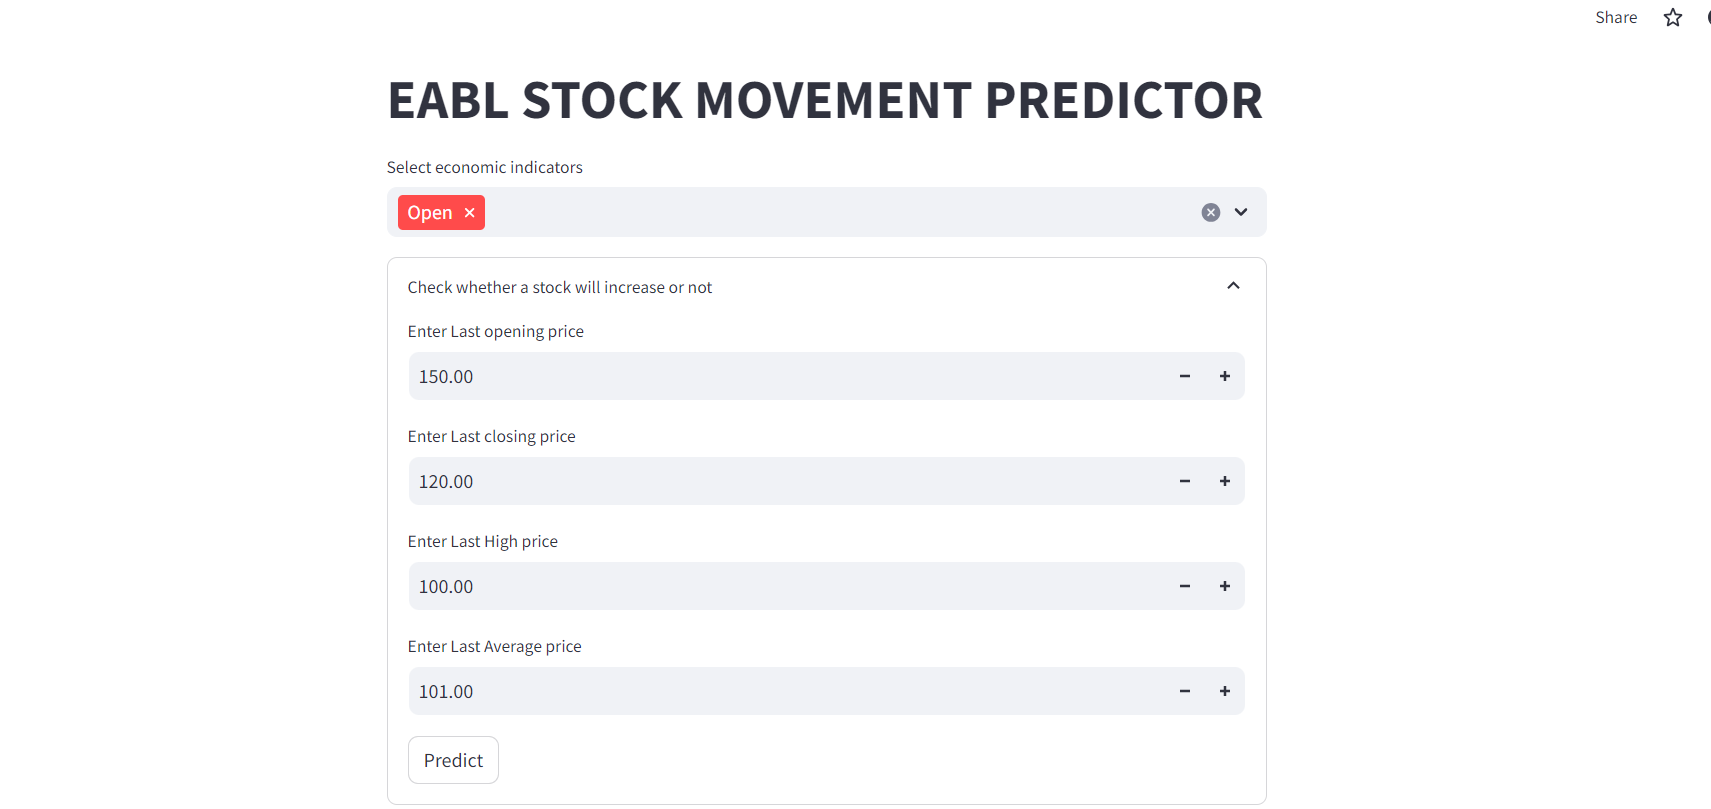 Share
EABL STOCK MOVEMENT PREDICTOR
Select economic indicators
Open
Check whether a stock will increase or not
Enter Last opening price
150.00
Enter Last closing price
120.00
Enter Last High price
100.00
Enter Last Average price
101.00
Predict